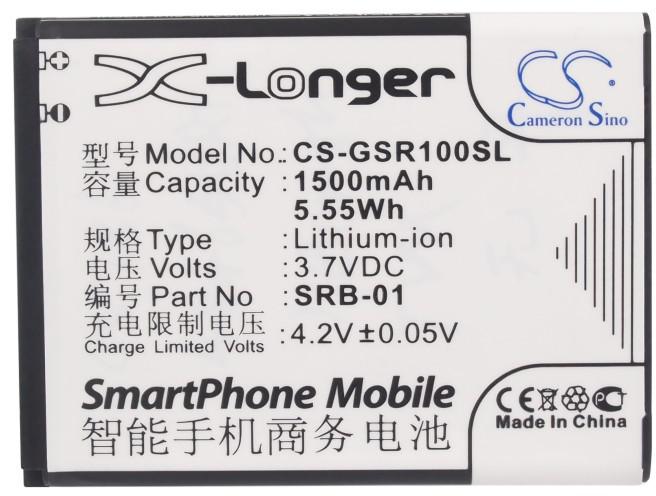 X-Longer
CS
Cameron Sino
型号 Model No.: CS-GSR100SL
容量 Capacity: 1500mAh
5.55Wh
规格 Type : Lithium-ion
电压 Volts : 3.7VDC
编号 Part No : SRB-01
充电限制电压 : 4.2V±0.05V
Charge Limited Volts
SmartPhone Mobile
智能手机商务电池
CE
Made In China